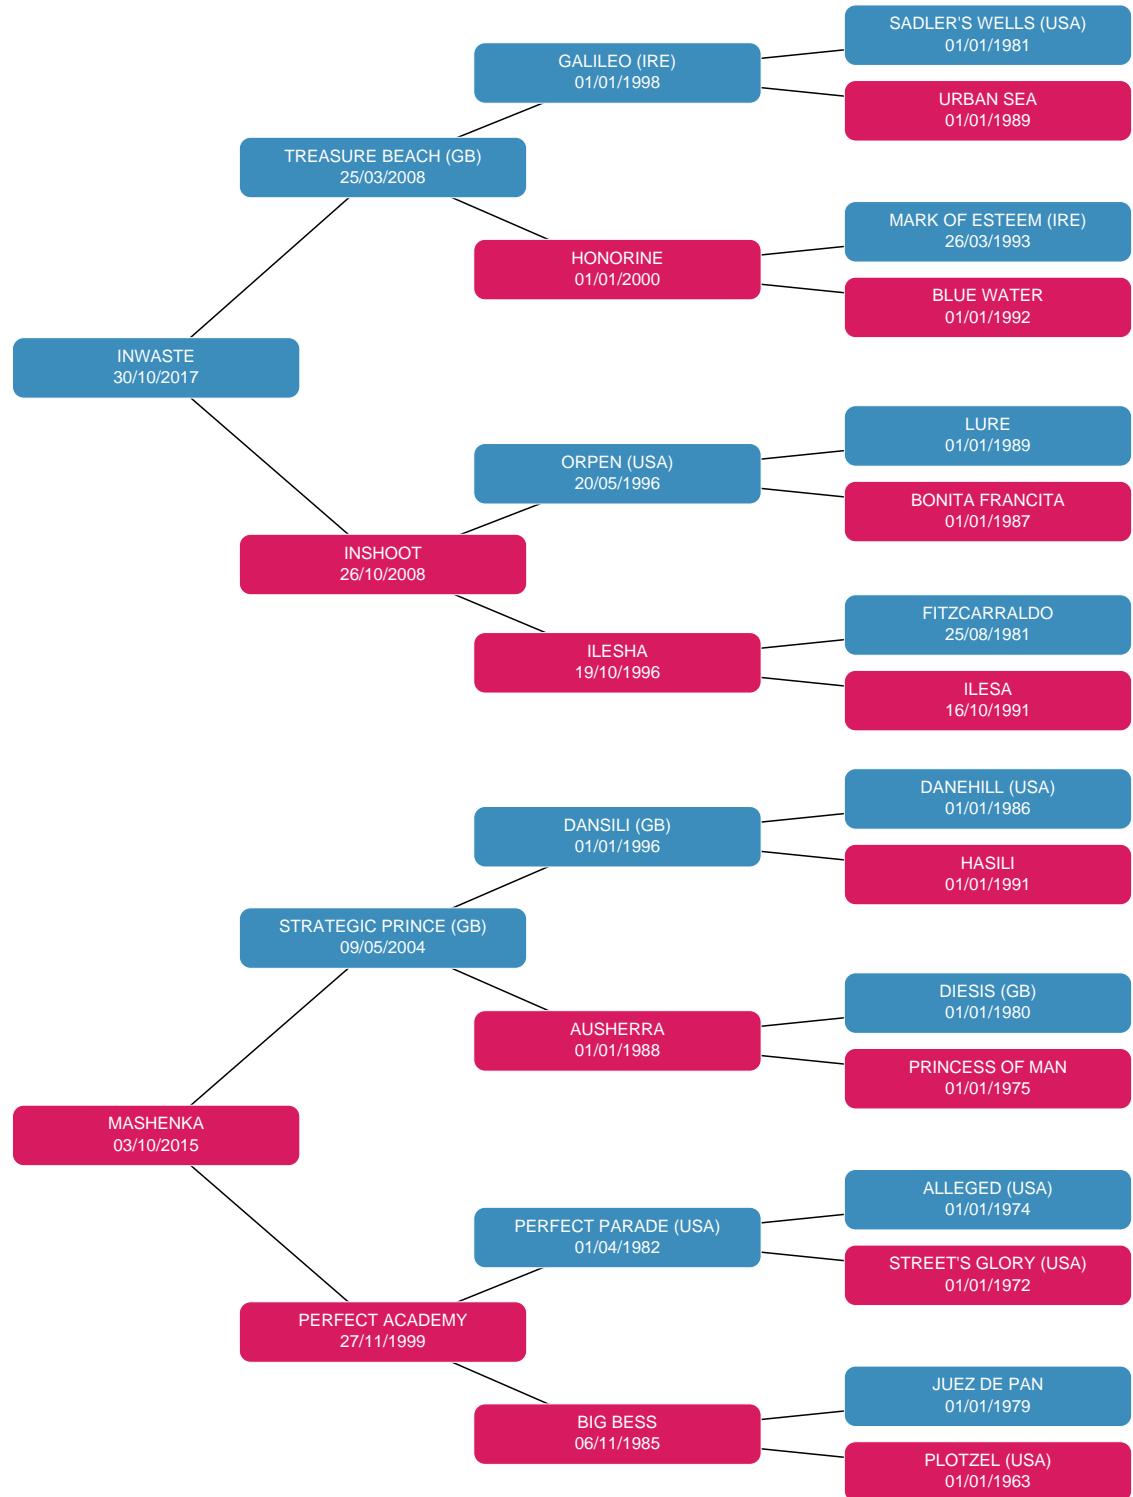 SADLER'S WELLS (USA)
01/01/1981
GALILEO (IRE)
01/01/1998
URBAN SEA
01/01/1989
TREASURE BEACH (GB)
25/03/2008
MARK OF ESTEEM (IRE)
26/03/1993
HONORINE
01/01/2000
BLUE WATER
01/01/1992
INWASTE
30/10/2017
LURE
01/01/1989
ORPEN (USA)
20/05/1996
BONITA FRANCITA
01/01/1987
INSHOOT
26/10/2008
FITZCARRALDO
25/08/1981
ILESHA
19/10/1996
ILESA
16/10/1991
DANEHILL (USA)
01/01/1986
DANSILI (GB)
01/01/1996
HASILI
01/01/1991
STRATEGIC PRINCE (GB)
09/05/2004
DIESIS (GB)
01/01/1980
AUSHERRA
01/01/1988
PRINCESS OF MAN
01/01/1975
MASHENKA
03/10/2015
ALLEGED (USA)
01/01/1974
PERFECT PARADE (USA)
01/04/1982
STREET'S GLORY (USA)
01/01/1972
PERFECT ACADEMY
27/11/1999
JUEZ DE PAN
01/01/1979
BIG BESS
06/11/1985
PLOTZEL (USA)
01/01/1963